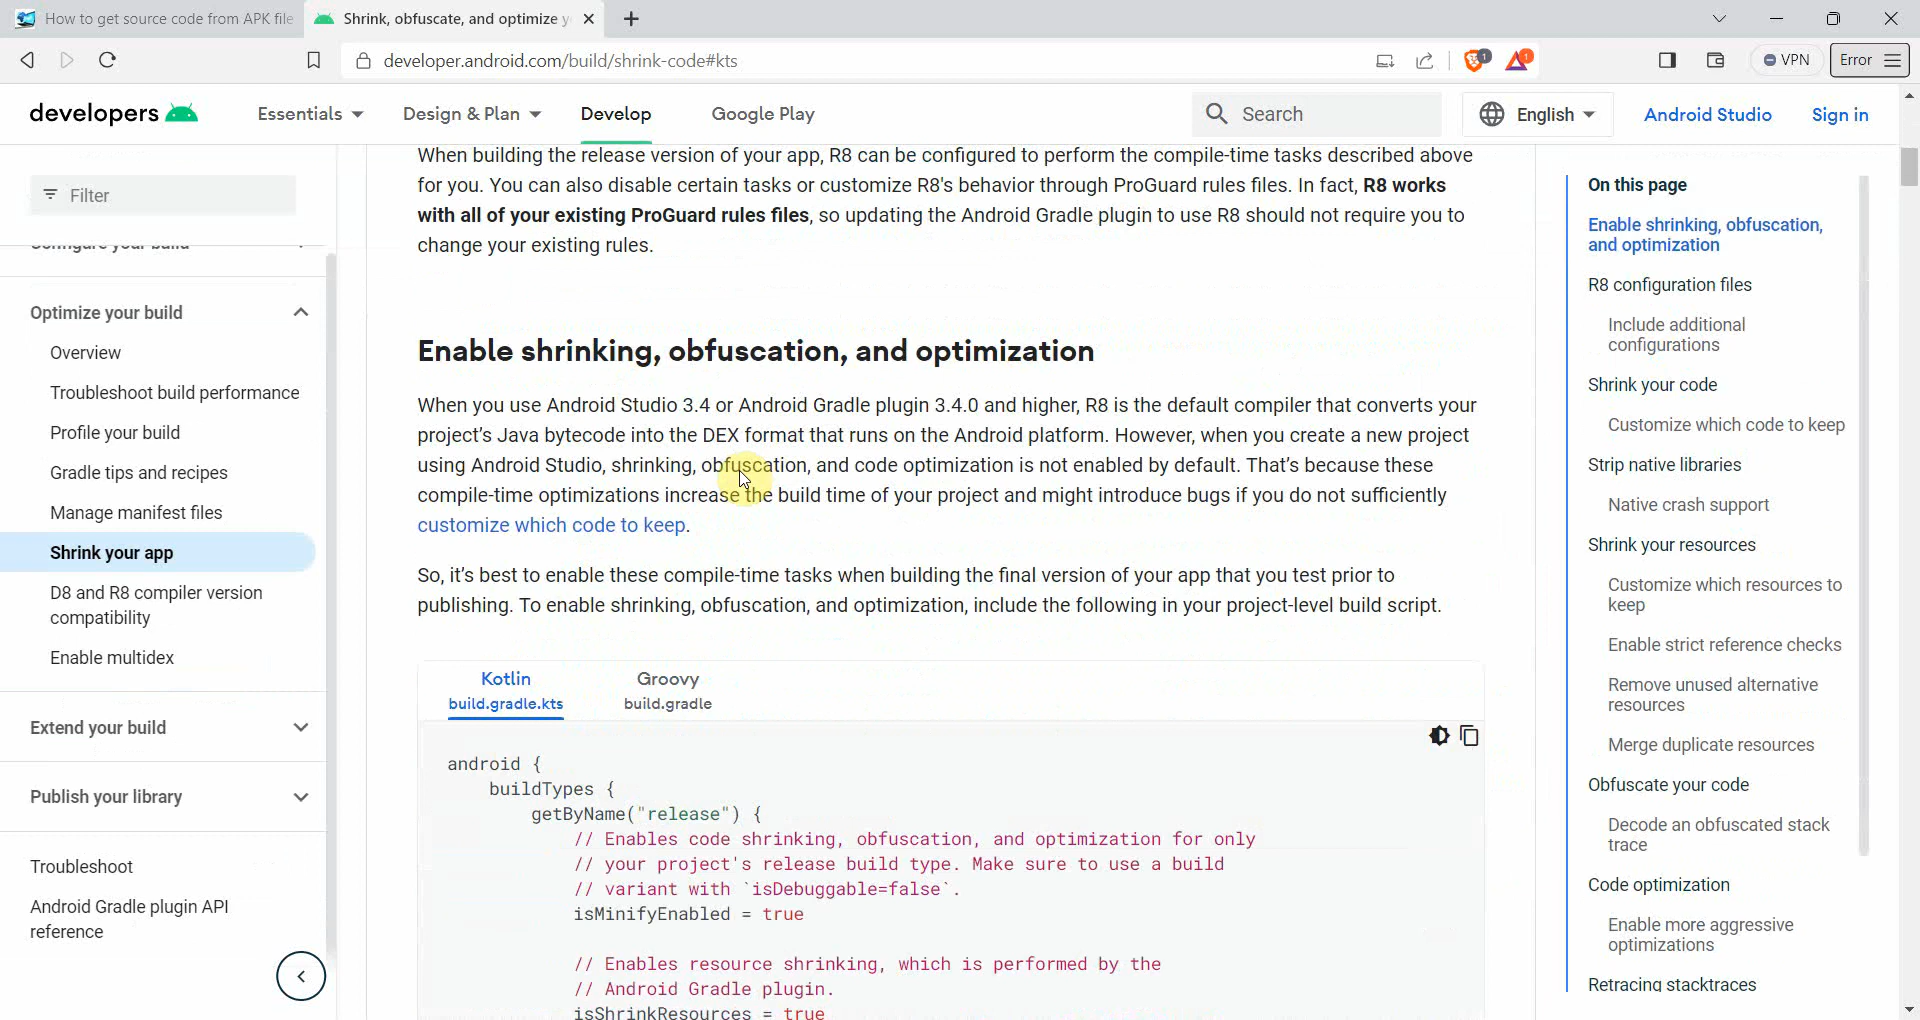 How to get source code from APK file
Shrink, obfuscate, and optimize y
developer.android.com/build/shrink-code#kts
1
1
VPN
Error
developers
Essentials
Design & Plan
Develop
Google Play
Search
English
Android Studio
Sign in
Filter
Configure your build
Optimize your build
Overview
Troubleshoot build performance
Profile your build
Gradle tips and recipes
Manage manifest files
Shrink your app
D8 and R8 compiler version
compatibility
Enable multidex
Extend your build
Publish your library
Troubleshoot
Android Gradle plugin API
reference
When building the release version of your app, R8 can be configured to perform the compile-time tasks described above
for you. You can also disable certain tasks or customize R8's behavior through ProGuard rules files. In fact, R8 works
with all of your existing ProGuard rules files, so updating the Android Gradle plugin to use R8 should not require you to
change your existing rules.
Enable shrinking, obfuscation, and optimization
When you use Android Studio 3.4 or Android Gradle plugin 3.4.0 and higher, R8 is the default compiler that converts your
project's Java bytecode into the DEX format that runs on the Android platform. However, when you create a new project
using Android Studio, shrinking, obfuscation, and code optimization is not enabled by default. That's because these
compile-time optimizations increase the build time of your project and might introduce bugs if you do not sufficiently
customize which code to keep.
So, it's best to enable these compile-time tasks when building the final version of your app that you test prior to
publishing. To enable shrinking, obfuscation, and optimization, include the following in your project-level build script.
Kotlin
build.gradle.kts
Groovy
build.gradle
android {
buildTypes {
getByName("release") {
// Enables code shrinking, obfuscation, and optimization for only
// your project's release build type. Make sure to use a build
// variant with `isDebuggable=false`.
isMinifyEnabled = true
// Enables resource shrinking, which is performed by the
// Android Gradle plugin.
isShrinkResources = true
On this page
Enable shrinking, obfuscation,
and optimization
R8 configuration files
Include additional
configurations
Shrink your code
Customize which code to keep
Strip native libraries
Native crash support
Shrink your resources
Customize which resources to
keep
Enable strict reference checks
Remove unused alternative
resources
Merge duplicate resources
Obfuscate your code
Decode an obfuscated stack
trace
Code optimization
Enable more aggressive
optimizations
Retracing stacktraces